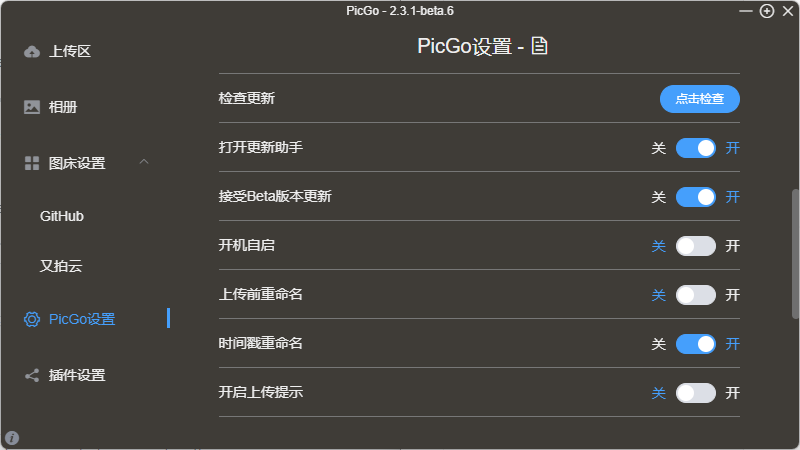 PicGo - 2.3.1-beta.6
上传区
相册
图床设置
GitHub
又拍云
PicGo设置
插件设置
PicGo设置 -
检查更新 点击检查
打开更新助手 关 开
接受Beta版本更新 关 开
开机自启 关 开
上传前重命名 关 开
时间戳重命名 关 开
开启上传提示 关 开